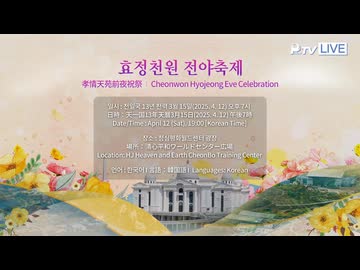 TV LIVE
효정천원 전야축제
孝情天苑前夜祝祭 Cheonwon Hyojeong Eve Celebration
일시 : 천일국 13년 천력 3월 15일(2025. 4. 12) 오후 7시
日時 : 天一国13年天暦3月15日(2025. 4. 12) 午後7時
Date/Time : April 12 (Sat), 19:00 [Korean Time]
장소 : 청심평화월드센터 광장
場所 : 清心平和ワールドセンター広場
Location: HJ Heaven and Earth Cheonllo Training Center
언어 | 한국어 / 言語 : 韓国語 / Languages: Korean